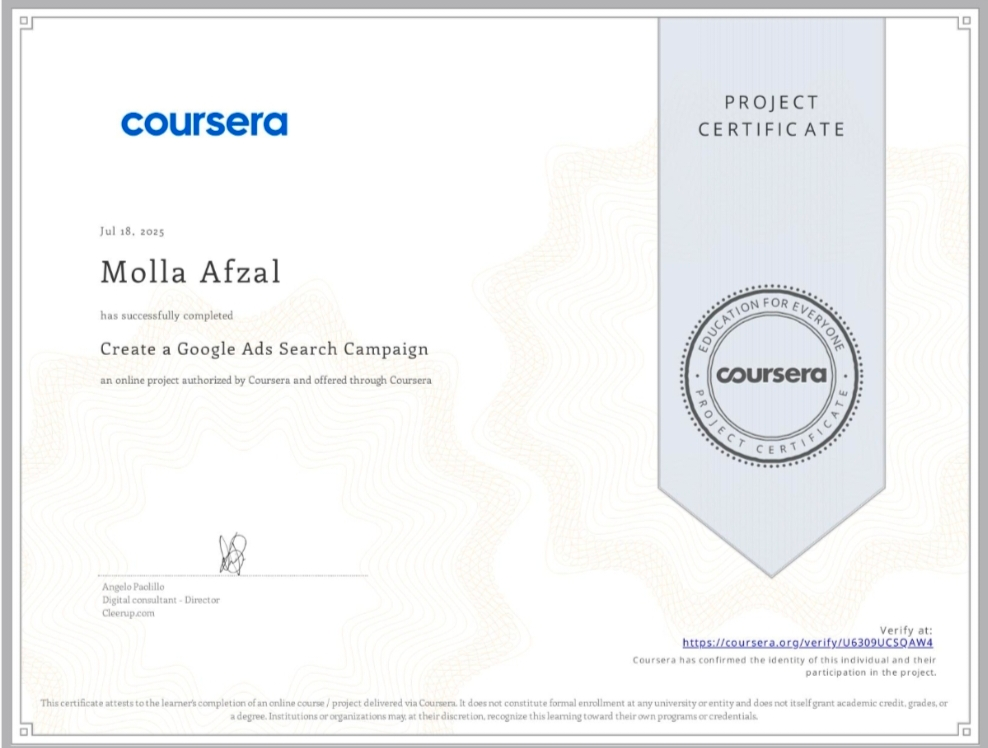 coursera
PROJECT
CERTIFICATE
Jul 18, 2025
Molla Afzal
has successfully completed
Create a Google Ads Search Campaign
an online project authorized by Coursera and offered through Coursera
EDUCATION FOR EVERYONE
coursera
PROJECT CERTIFICATE
Angelo Paolillo
Digital consultant - Director
Cleerup.com
Verify at:
https://coursera.org/verify/U6309UCSQAW4
Coursera has confirmed the identity of this individual and their
participation in the project.
This certificate attests to the learner's completion of an online course / project delivered via Coursera. It does not constitute formal enrollment at any university or entity and does not itself grant academic credit, grades, or
a degree. Institutions or organizations may, at their discretion, recognize this learning toward their own programs or credentials.